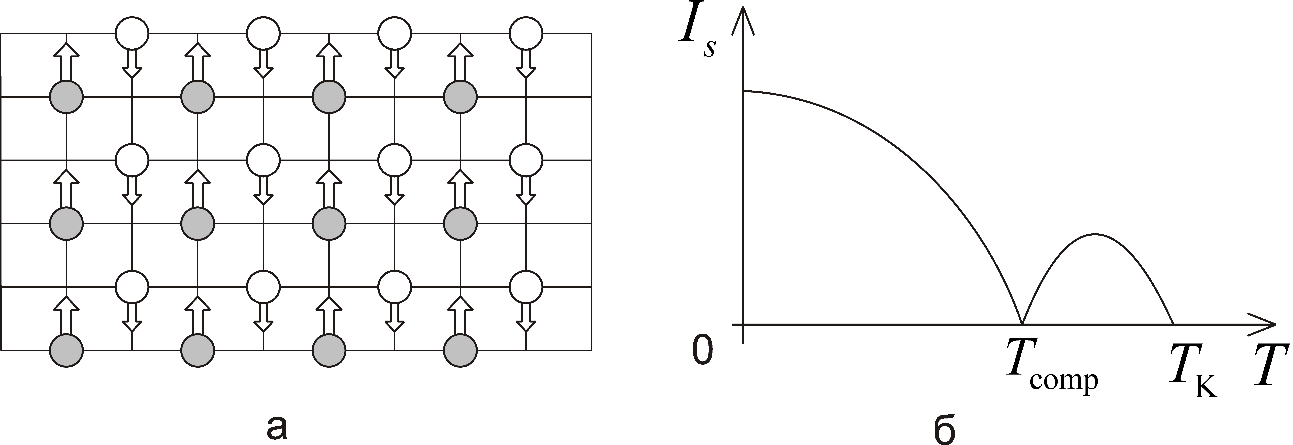 I_s
0
T_comp
T_K
T
а
б